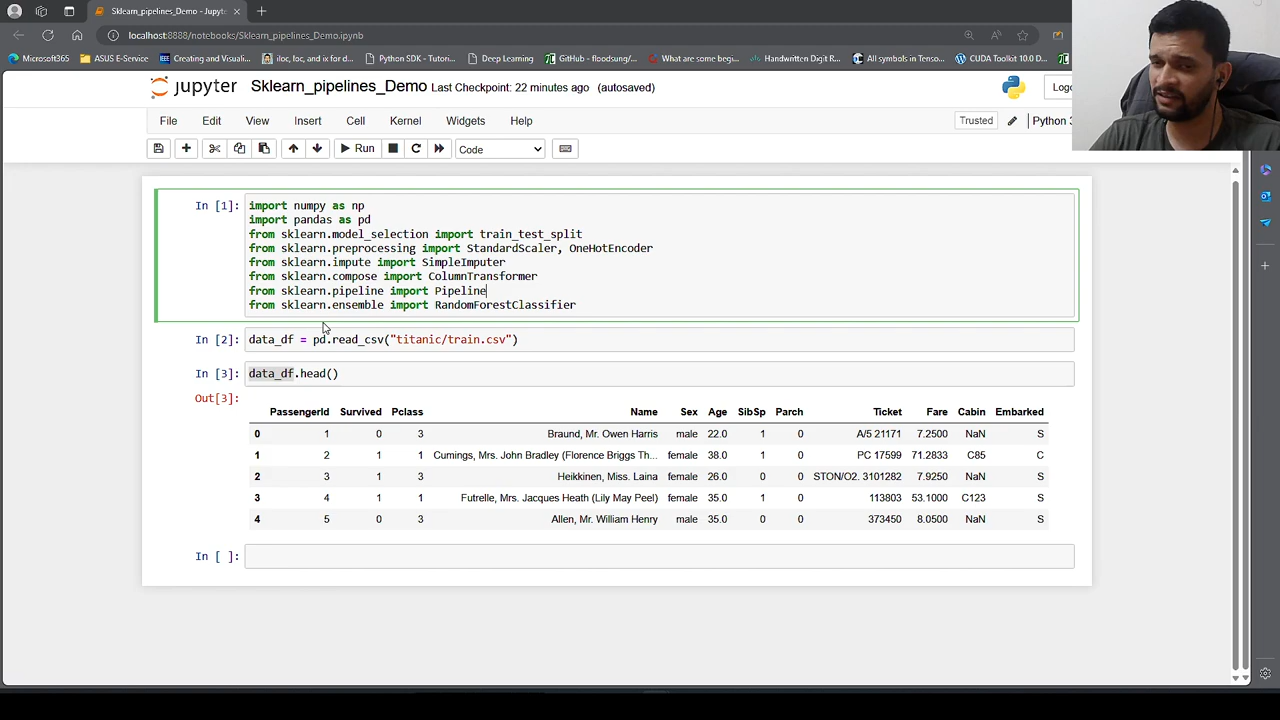 Sklearn_pipelines_Demo - Jupyte
localhost:8888/notebooks/Sklearn_pipelines_Demo.ipynb
Microsoft365 ASUS E-Service Creating and Visuali... iloc, loc, and ix for d... Python SDK - Tutori... Deep Learning GitHub - floodsung/... What are some begi... Handwritten Digit R... All symbols in Tenso... CUDA Toolkit 10.0 D...
jupyter Sklearn_pipelines_Demo Last Checkpoint: 22 minutes ago (autosaved) Logo
File Edit View Insert Cell Kernel Widgets Help Trusted Python 3
Run Code
In [1]: import numpy as np
import pandas as pd
from sklearn.model_selection import train_test_split
from sklearn.preprocessing import StandardScaler, OneHotEncoder
from sklearn.impute import SimpleImputer
from sklearn.compose import ColumnTransformer
from sklearn.pipeline import Pipeline
from sklearn.ensemble import RandomForestClassifier
In [2]: data_df = pd.read_csv("titanic/train.csv")
In [3]: data_df.head()
Out[3]:
PassengerId Survived Pclass Name Sex Age SibSp Parch Ticket Fare Cabin Embarked
0 1 0 3 Braund, Mr. Owen Harris male 22.0 1 0 A/5 21171 7.2500 NaN S
1 2 1 1 Cumings, Mrs. John Bradley (Florence Briggs Th... female 38.0 1 0 PC 17599 71.2833 C85 C
2 3 1 3 Heikkinen, Miss. Laina female 26.0 0 0 STON/O2. 3101282 7.9250 NaN S
3 4 1 1 Futrelle, Mrs. Jacques Heath (Lily May Peel) female 35.0 1 0 113803 53.1000 C123 S
4 5 0 3 Allen, Mr. William Henry male 35.0 0 0 373450 8.0500 NaN S
In [ ]: